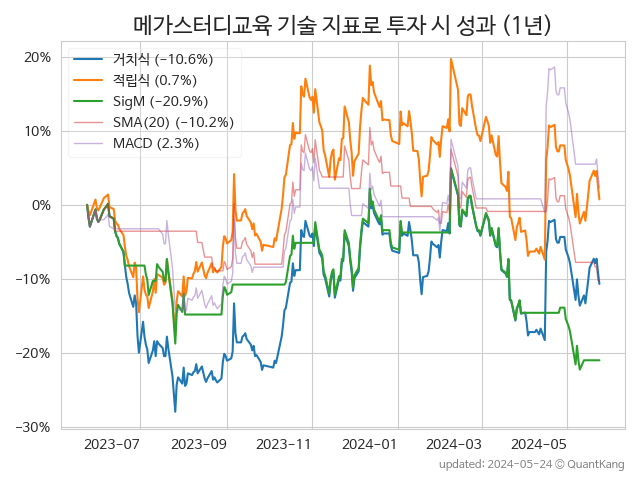 메가스터디교육 기술 지표로 투자 시 성과 (1년)
거치식 (−10.6%)
적립식 (0.7%)
SigM (−20.9%)
SMA(20) (−10.2%)
MACD (2.3%)
20%
10%
0%
−10%
−20%
−30%
2023-07 2023-09 2023-11 2024-01 2024-03 2024-05
updated: 2024-05-24 © QuantKang